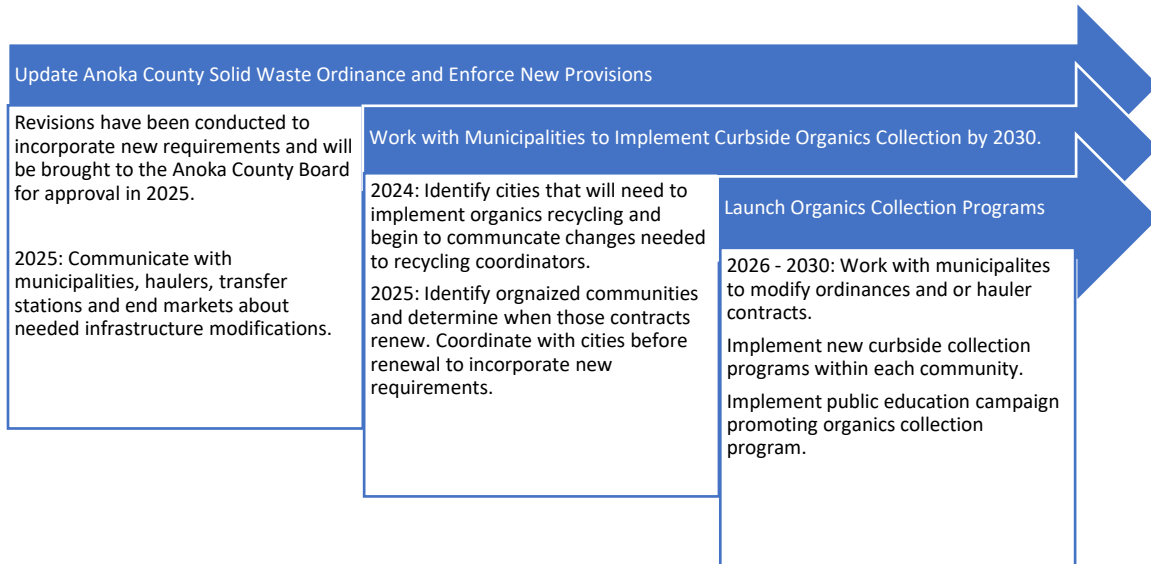 Update Anoka County Solid Waste Ordinance and Enforce New Provisions
Revisions have been conducted to
incorporate new requirements and will
be brought to the Anoka County Board
for approval in 2025.
2025: Communicate with
municipalities, haulers, transfer
stations and end markets about
needed infrastructure modifications.
Work with Municipalities to Implement Curbside Organics Collection by 2030.
2024: Identify cities that will need to
implement organics recycling and
begin to communcate changes needed
to recycling coordinators.
2025: Identify orgnaized communities
and determine when those contracts
renew. Coordinate with cities before
renewal to incorporate new
requirements.
Launch Organics Collection Programs
2026 - 2030: Work with municipalites
to modify ordinances and or hauler
contracts.
Implement new curbside collection
programs within each community.
Implement public education campaign
promoting organics collection
program.